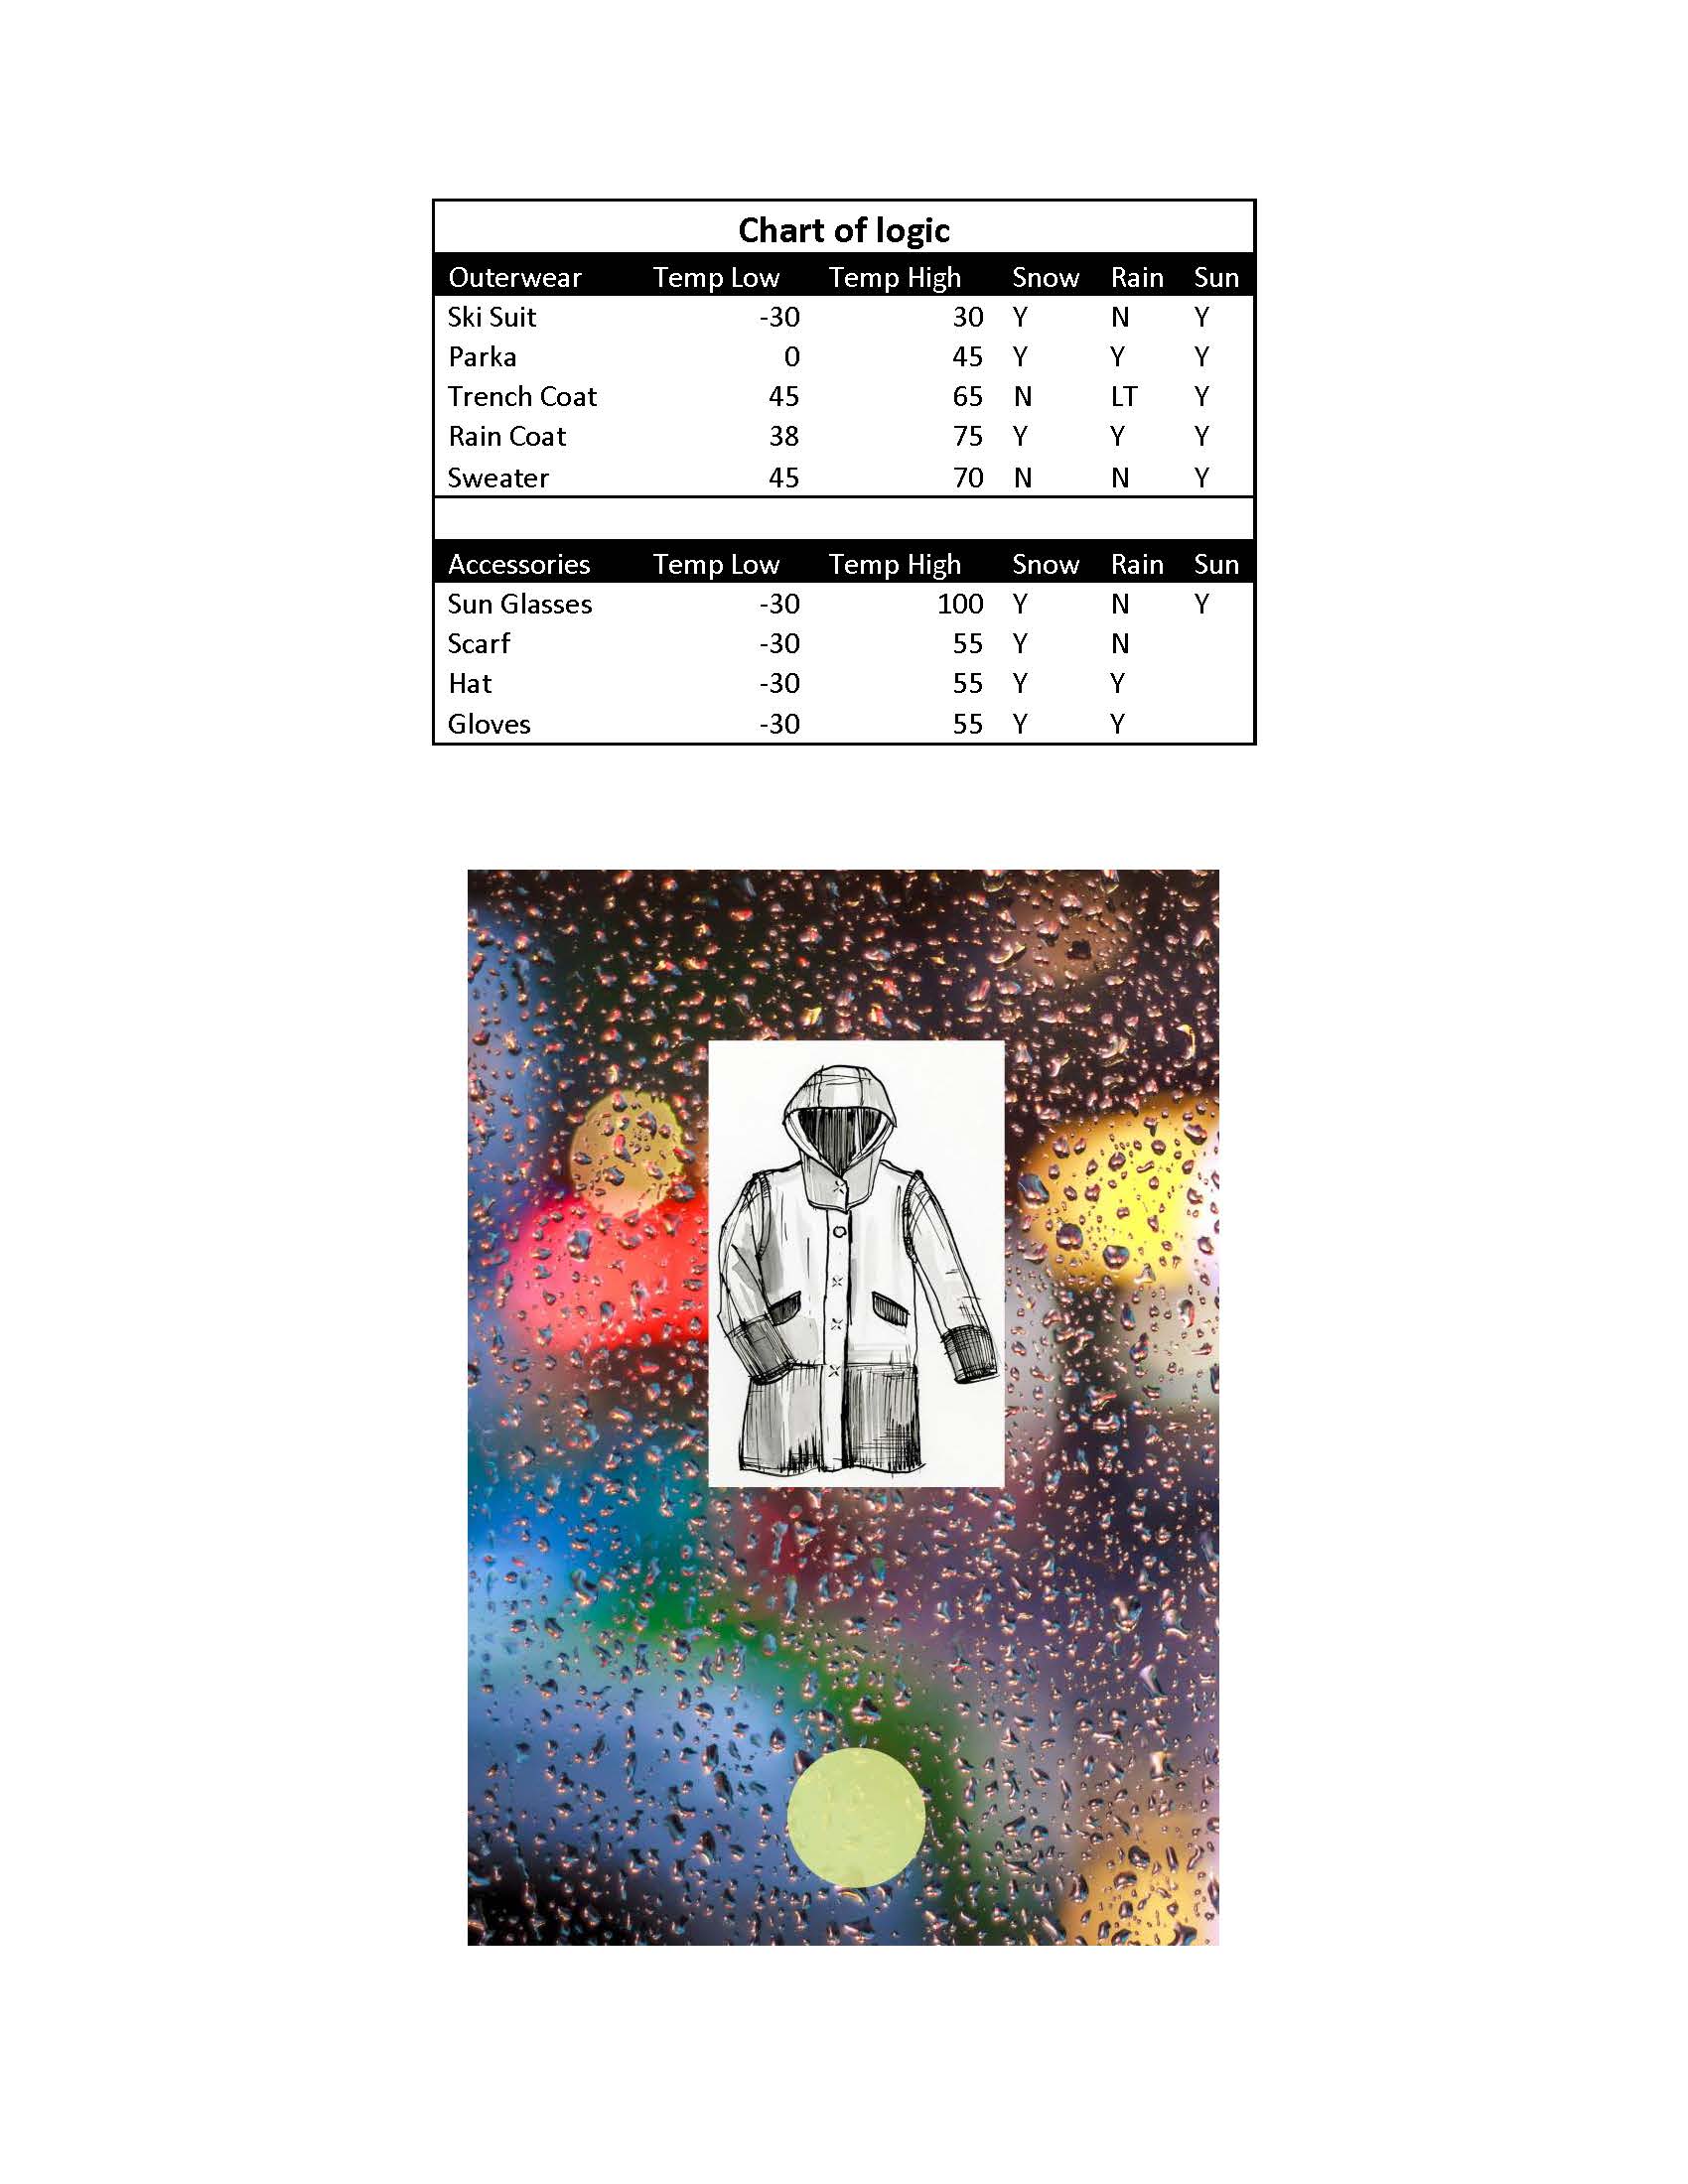 Chart of logic
Outerwear Temp Low Temp High Snow Rain Sun
Ski Suit -30 30 Y N Y
Parka 0 45 Y Y Y
Trench Coat 45 65 N LT Y
Rain Coat 38 75 Y Y Y
Sweater 45 70 N N Y
Accessories Temp Low Temp High Snow Rain Sun
Sun Glasses -30 100 Y N Y
Scarf -30 55 Y N
Hat -30 55 Y Y
Gloves -30 55 Y Y